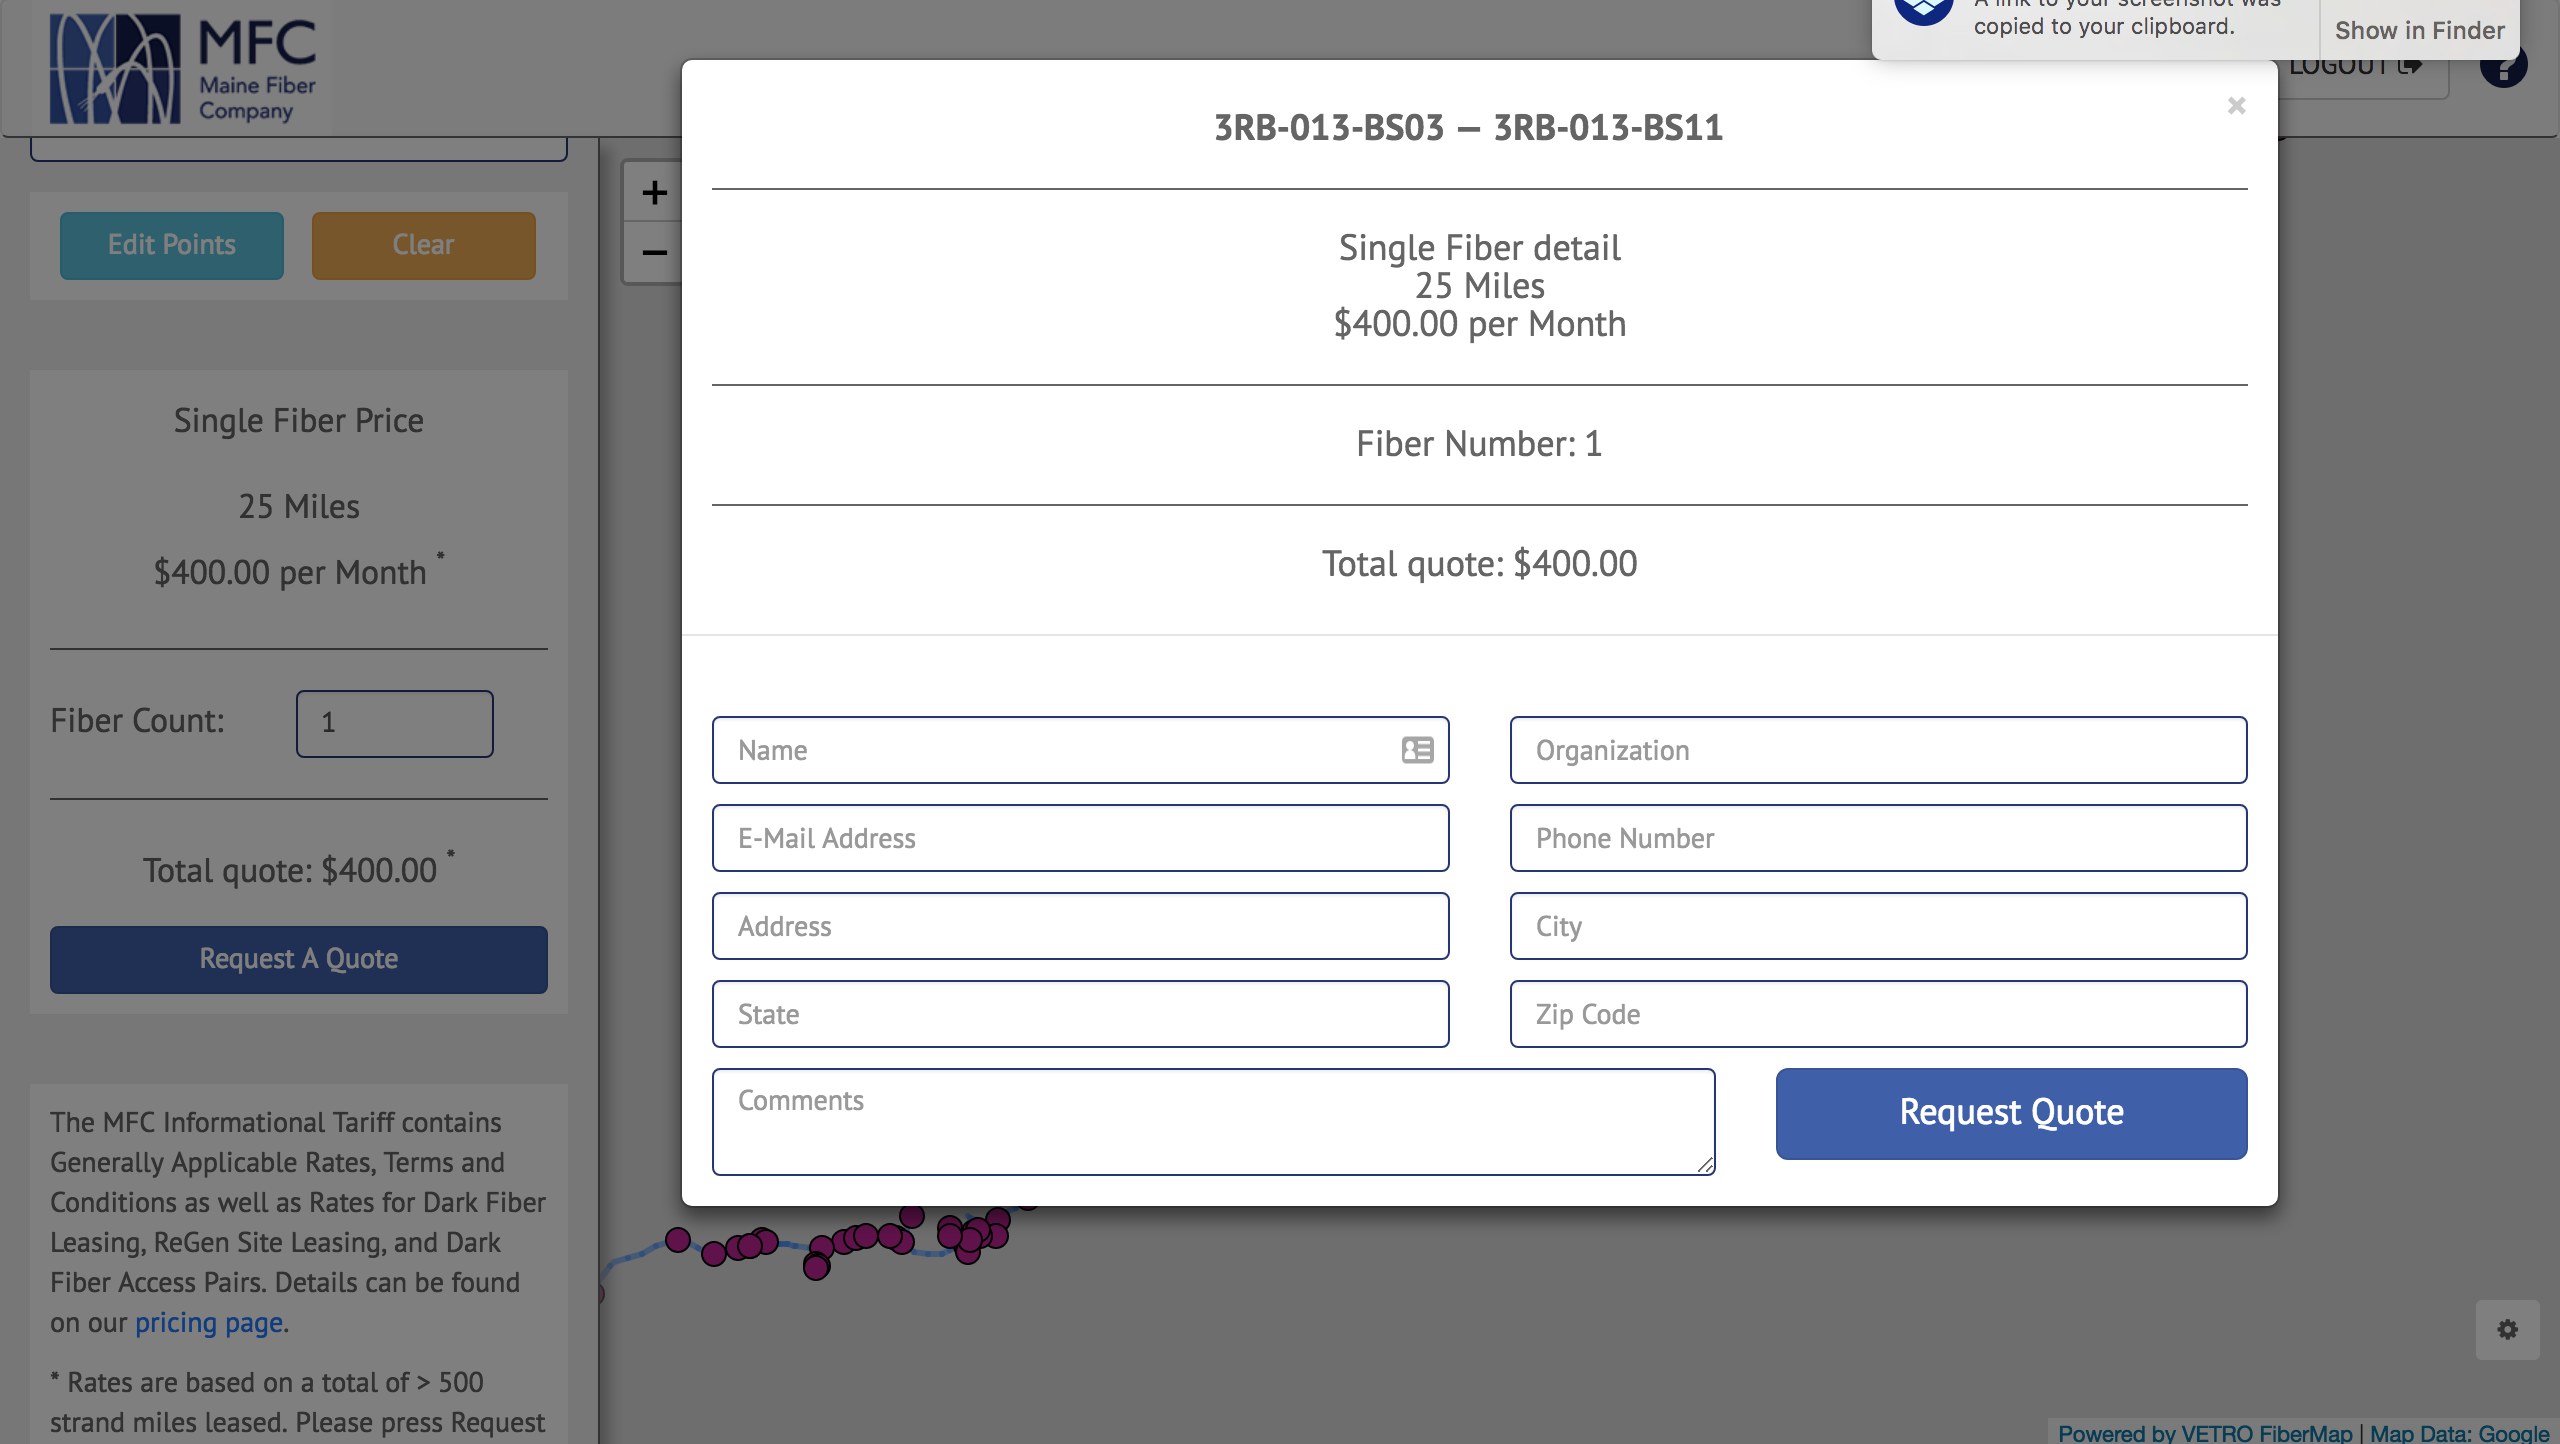 MFC
Maine Fiber
Company
copied to your clipboard.
Show in Finder
LOGOUT
?
Edit Points
Clear
Single Fiber Price
25 Miles
$400.00 per Month *
Fiber Count:
1
Total quote: $400.00 *
Request A Quote
The MFC Informational Tariff contains
Generally Applicable Rates, Terms and
Conditions as well as Rates for Dark Fiber
Leasing, ReGen Site Leasing, and Dark
Fiber Access Pairs. Details can be found
on our pricing page.
* Rates are based on a total of > 500
strand miles leased. Please press Request
+
−
×
3RB-013-BS03 — 3RB-013-BS11
Single Fiber detail
25 Miles
$400.00 per Month
Fiber Number: 1
Total quote: $400.00
Name
Organization
E-Mail Address
Phone Number
Address
City
State
Zip Code
Comments
Request Quote
Powered by VETRO FiberMap | Map Data: Google